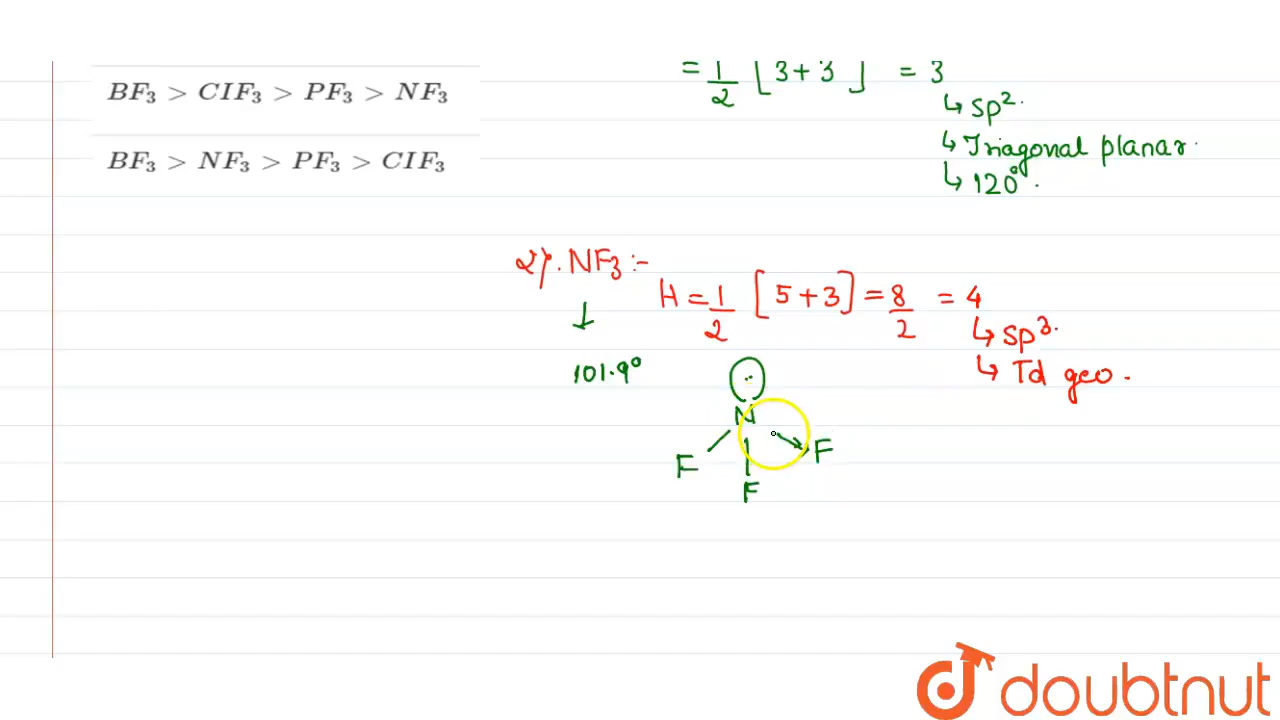 BF₃ > CIF₃ > PF₃ > NF₃
BF₃ > NF₃ > PF₃ > CIF₃
= 1/2 [3+3] = 3
↳ Sp².
↳ Triagonal planar.
↳ 120°.
2). NF₃ :-
H = 1/2 [5+3] = 8/2 = 4
↳ Sp³.
↳ Td geo.
↓
101.9°
N
F
F
F
doubtnut